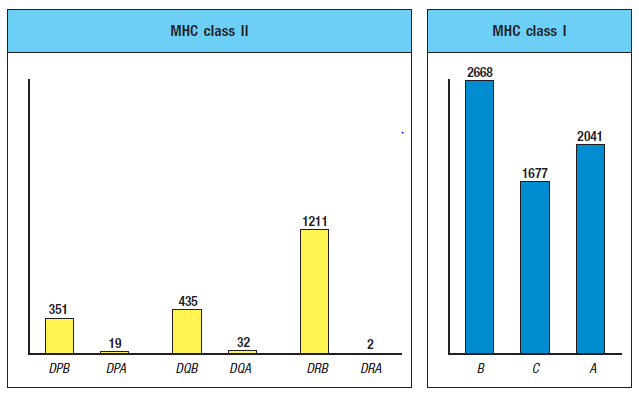 MHC class II
351
19
435
32
1211
2
DPB DPA DQB DQA DRB DRA
MHC class I
2668
1677
2041
B C A